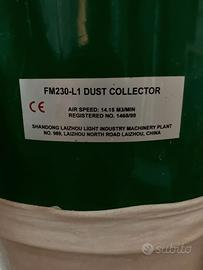 FM230-L1 DUST COLLECTOR
CE
AIR SPEED: 14.15 M3/MIN
REGISTERED NO. 1468/99
SHANDONG LAIZHOU LIGHT INDUSTRY MACHINERY PLANT
NO. 989, LAIZHOU NORTH ROAD LAIZHOU, CHINA
subito